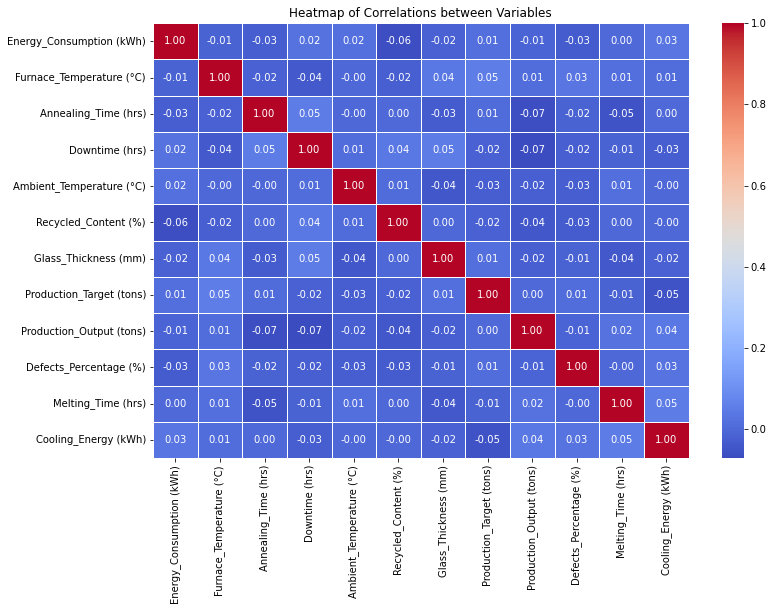 Heatmap of Correlations between Variables
Energy_Consumption (kWh) 1.00 -0.01 -0.03 0.02 0.02 -0.06 -0.02 0.01 -0.01 -0.03 0.00 0.03
Furnace_Temperature (°C) -0.01 1.00 -0.02 -0.04 -0.00 -0.02 0.04 0.05 0.01 0.03 0.01 0.01
Annealing_Time (hrs) -0.03 -0.02 1.00 0.05 -0.00 0.00 -0.03 0.01 -0.07 -0.02 -0.05 0.00
Downtime (hrs) 0.02 -0.04 0.05 1.00 0.01 0.04 0.05 -0.02 -0.07 -0.02 -0.01 -0.03
Ambient_Temperature (°C) 0.02 -0.00 -0.00 0.01 1.00 0.01 -0.04 -0.03 -0.02 -0.03 0.01 -0.00
Recycled_Content (%) -0.06 -0.02 0.00 0.04 0.01 1.00 0.00 -0.02 -0.04 -0.03 0.00 -0.00
Glass_Thickness (mm) -0.02 0.04 -0.03 0.05 -0.04 0.00 1.00 0.01 -0.02 -0.01 -0.04 -0.02
Production_Target (tons) 0.01 0.05 0.01 -0.02 -0.03 -0.02 0.01 1.00 0.00 0.01 -0.01 -0.05
Production_Output (tons) -0.01 0.01 -0.07 -0.07 -0.02 -0.04 -0.02 0.00 1.00 -0.01 0.02 0.04
Defects_Percentage (%) -0.03 0.03 -0.02 -0.02 -0.03 -0.03 -0.01 0.01 -0.01 1.00 -0.00 0.03
Melting_Time (hrs) 0.00 0.01 -0.05 -0.01 0.01 0.00 -0.04 -0.01 0.02 -0.00 1.00 0.05
Cooling_Energy (kWh) 0.03 0.01 0.00 -0.03 -0.00 -0.00 -0.02 -0.05 0.04 0.03 0.05 1.00
Energy_Consumption (kWh)
Furnace_Temperature (°C)
Annealing_Time (hrs)
Downtime (hrs)
Ambient_Temperature (°C)
Recycled_Content (%)
Glass_Thickness (mm)
Production_Target (tons)
Production_Output (tons)
Defects_Percentage (%)
Melting_Time (hrs)
Cooling_Energy (kWh)
1.0
0.8
0.6
0.4
0.2
0.0